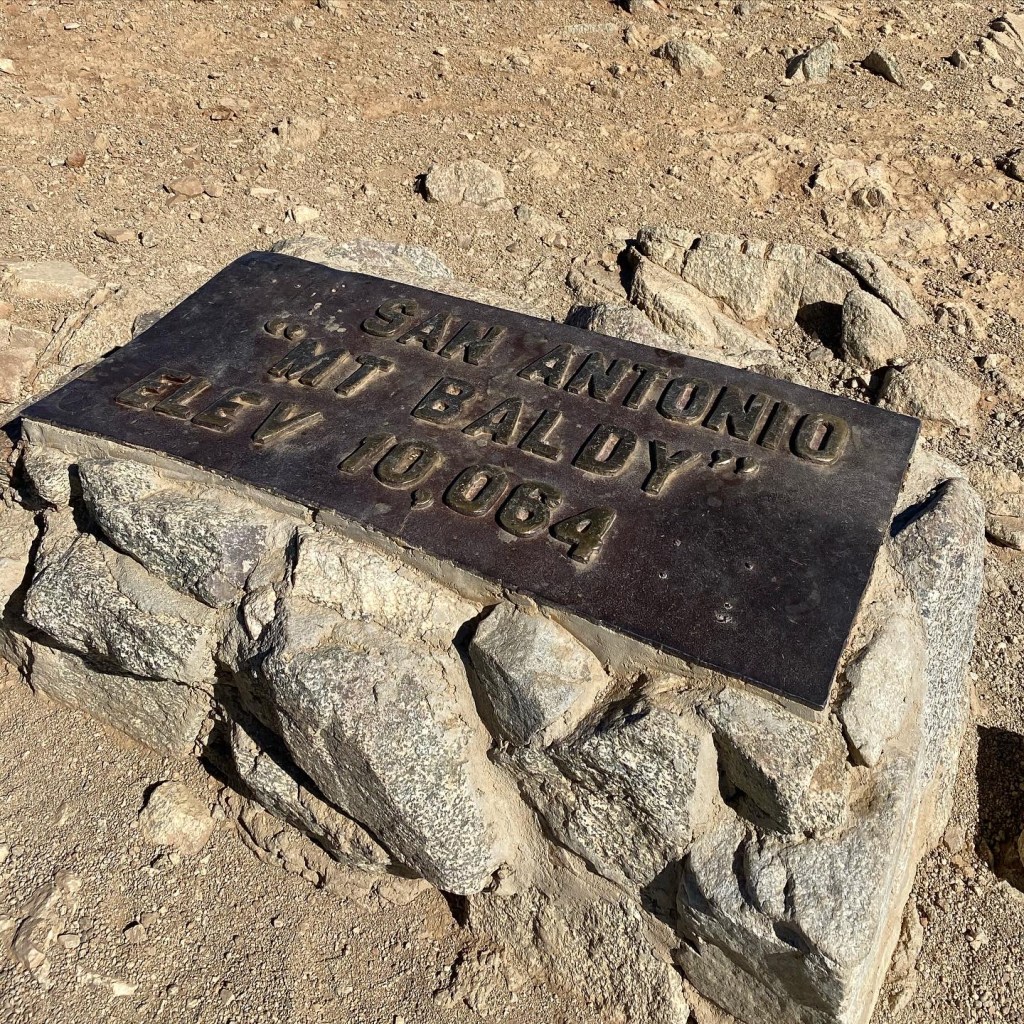 SAN ANTONIO
"MT BALDY"
ELEV 10,064